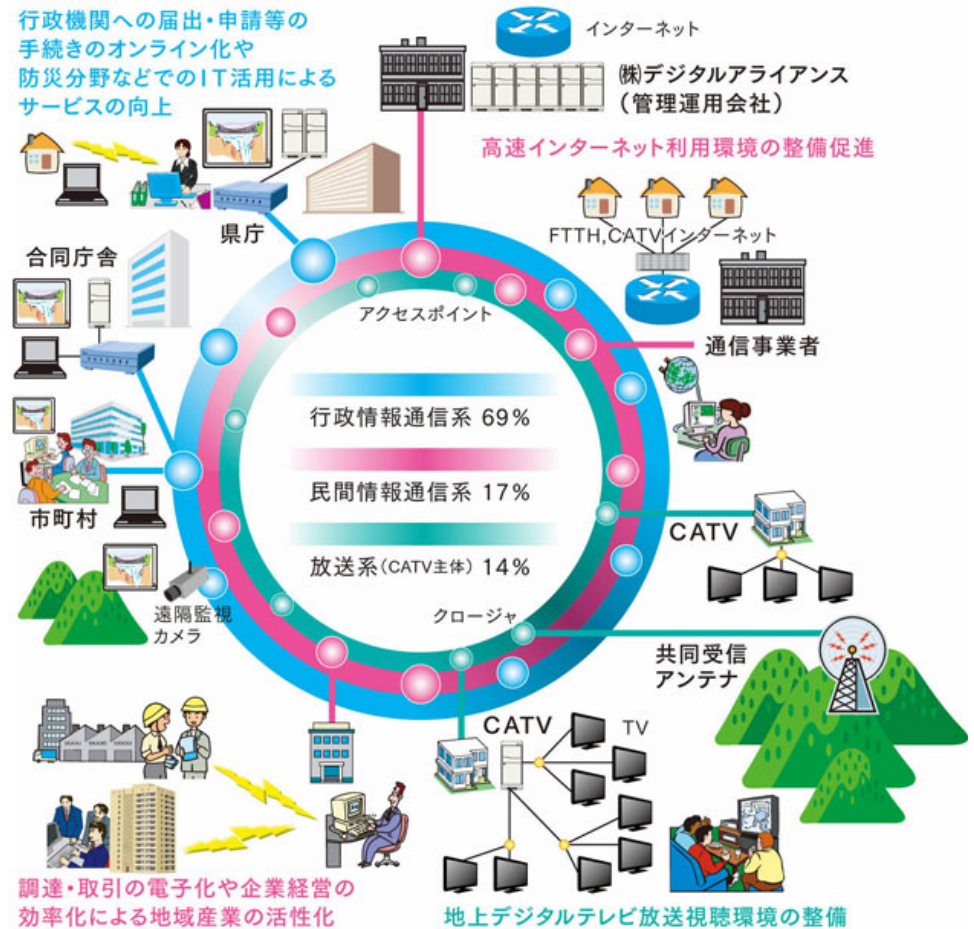 行政機関への届出・申請等の
手続きのオンライン化や
防災分野などでのIT活用による
サービスの向上
インターネット
㈱デジタルアライアンス
（管理運用会社）
高速インターネット利用環境の整備促進
県庁
FTTH,CATVインターネット
合同庁舎
アクセスポイント
通信事業者
行政情報通信系 69%
民間情報通信系 17%
市町村
CATV
放送系(CATV主体) 14%
遠隔監視
カメラ
クロージャ
共同受信
アンテナ
CATV
TV
調達・取引の電子化や企業経営の
効率化による地域産業の活性化
地上デジタルテレビ放送視聴環境の整備